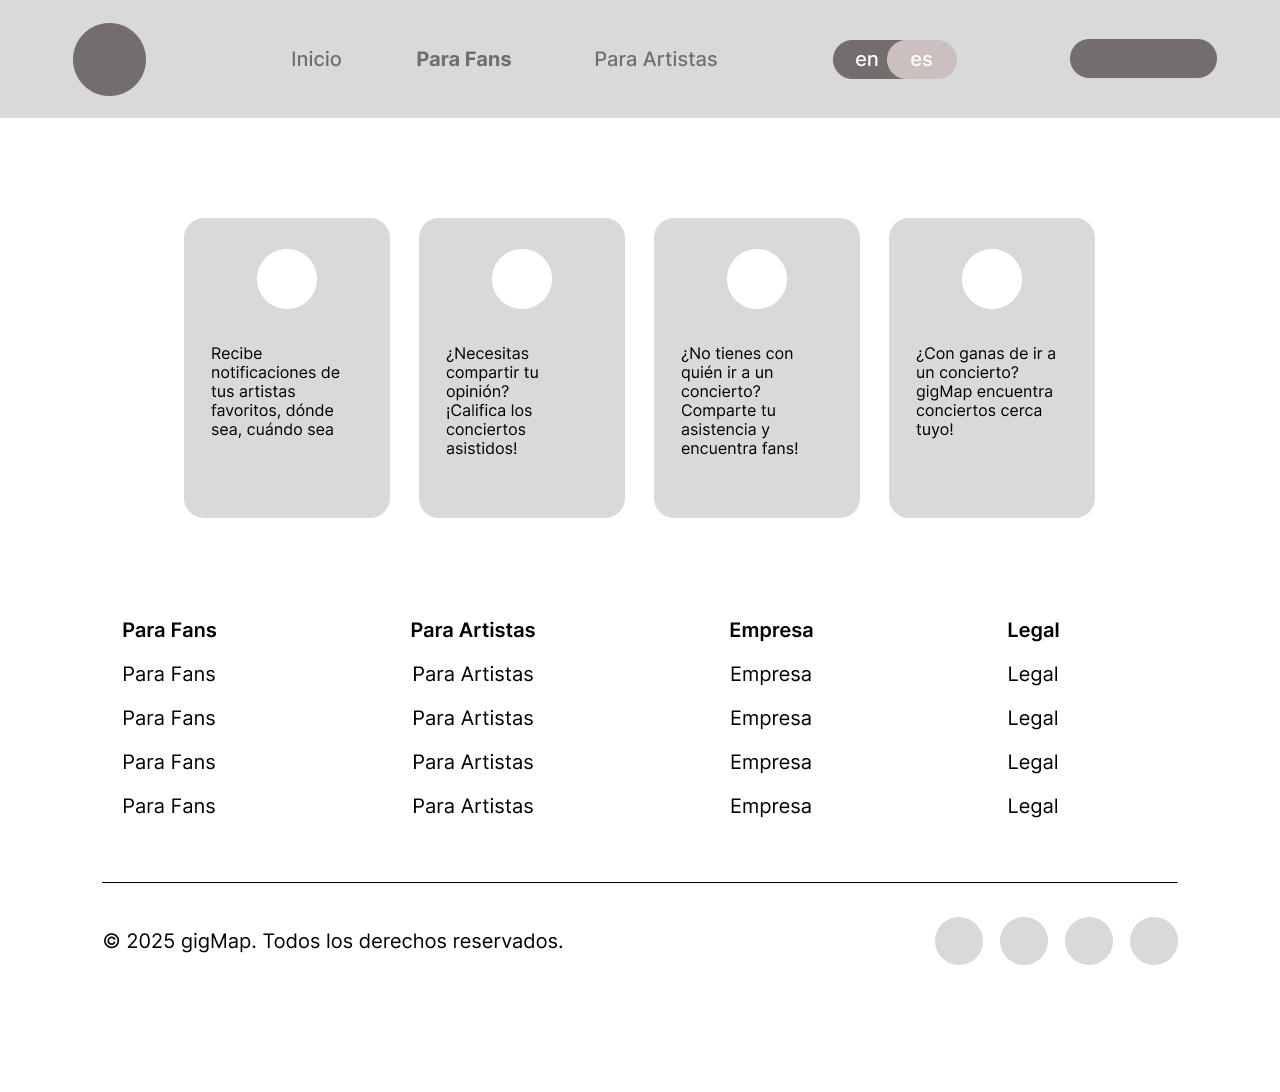 Inicio
Para Fans
Para Artistas
en
es
Recibe
notificaciones de
tus artistas
favoritos, dónde
sea, cuándo sea
¿Necesitas
compartir tu
opinión?
¡Califica los
conciertos
asistidos!
¿No tienes con
quién ir a un
concierto?
Comparte tu
asistencia y
encuentra fans!
¿Con ganas de ir a
un concierto?
gigMap encuentra
conciertos cerca
tuyo!
Para Fans
Para Fans
Para Fans
Para Fans
Para Fans
Para Artistas
Para Artistas
Para Artistas
Para Artistas
Para Artistas
Empresa
Empresa
Empresa
Empresa
Empresa
Legal
Legal
Legal
Legal
Legal
© 2025 gigMap. Todos los derechos reservados.